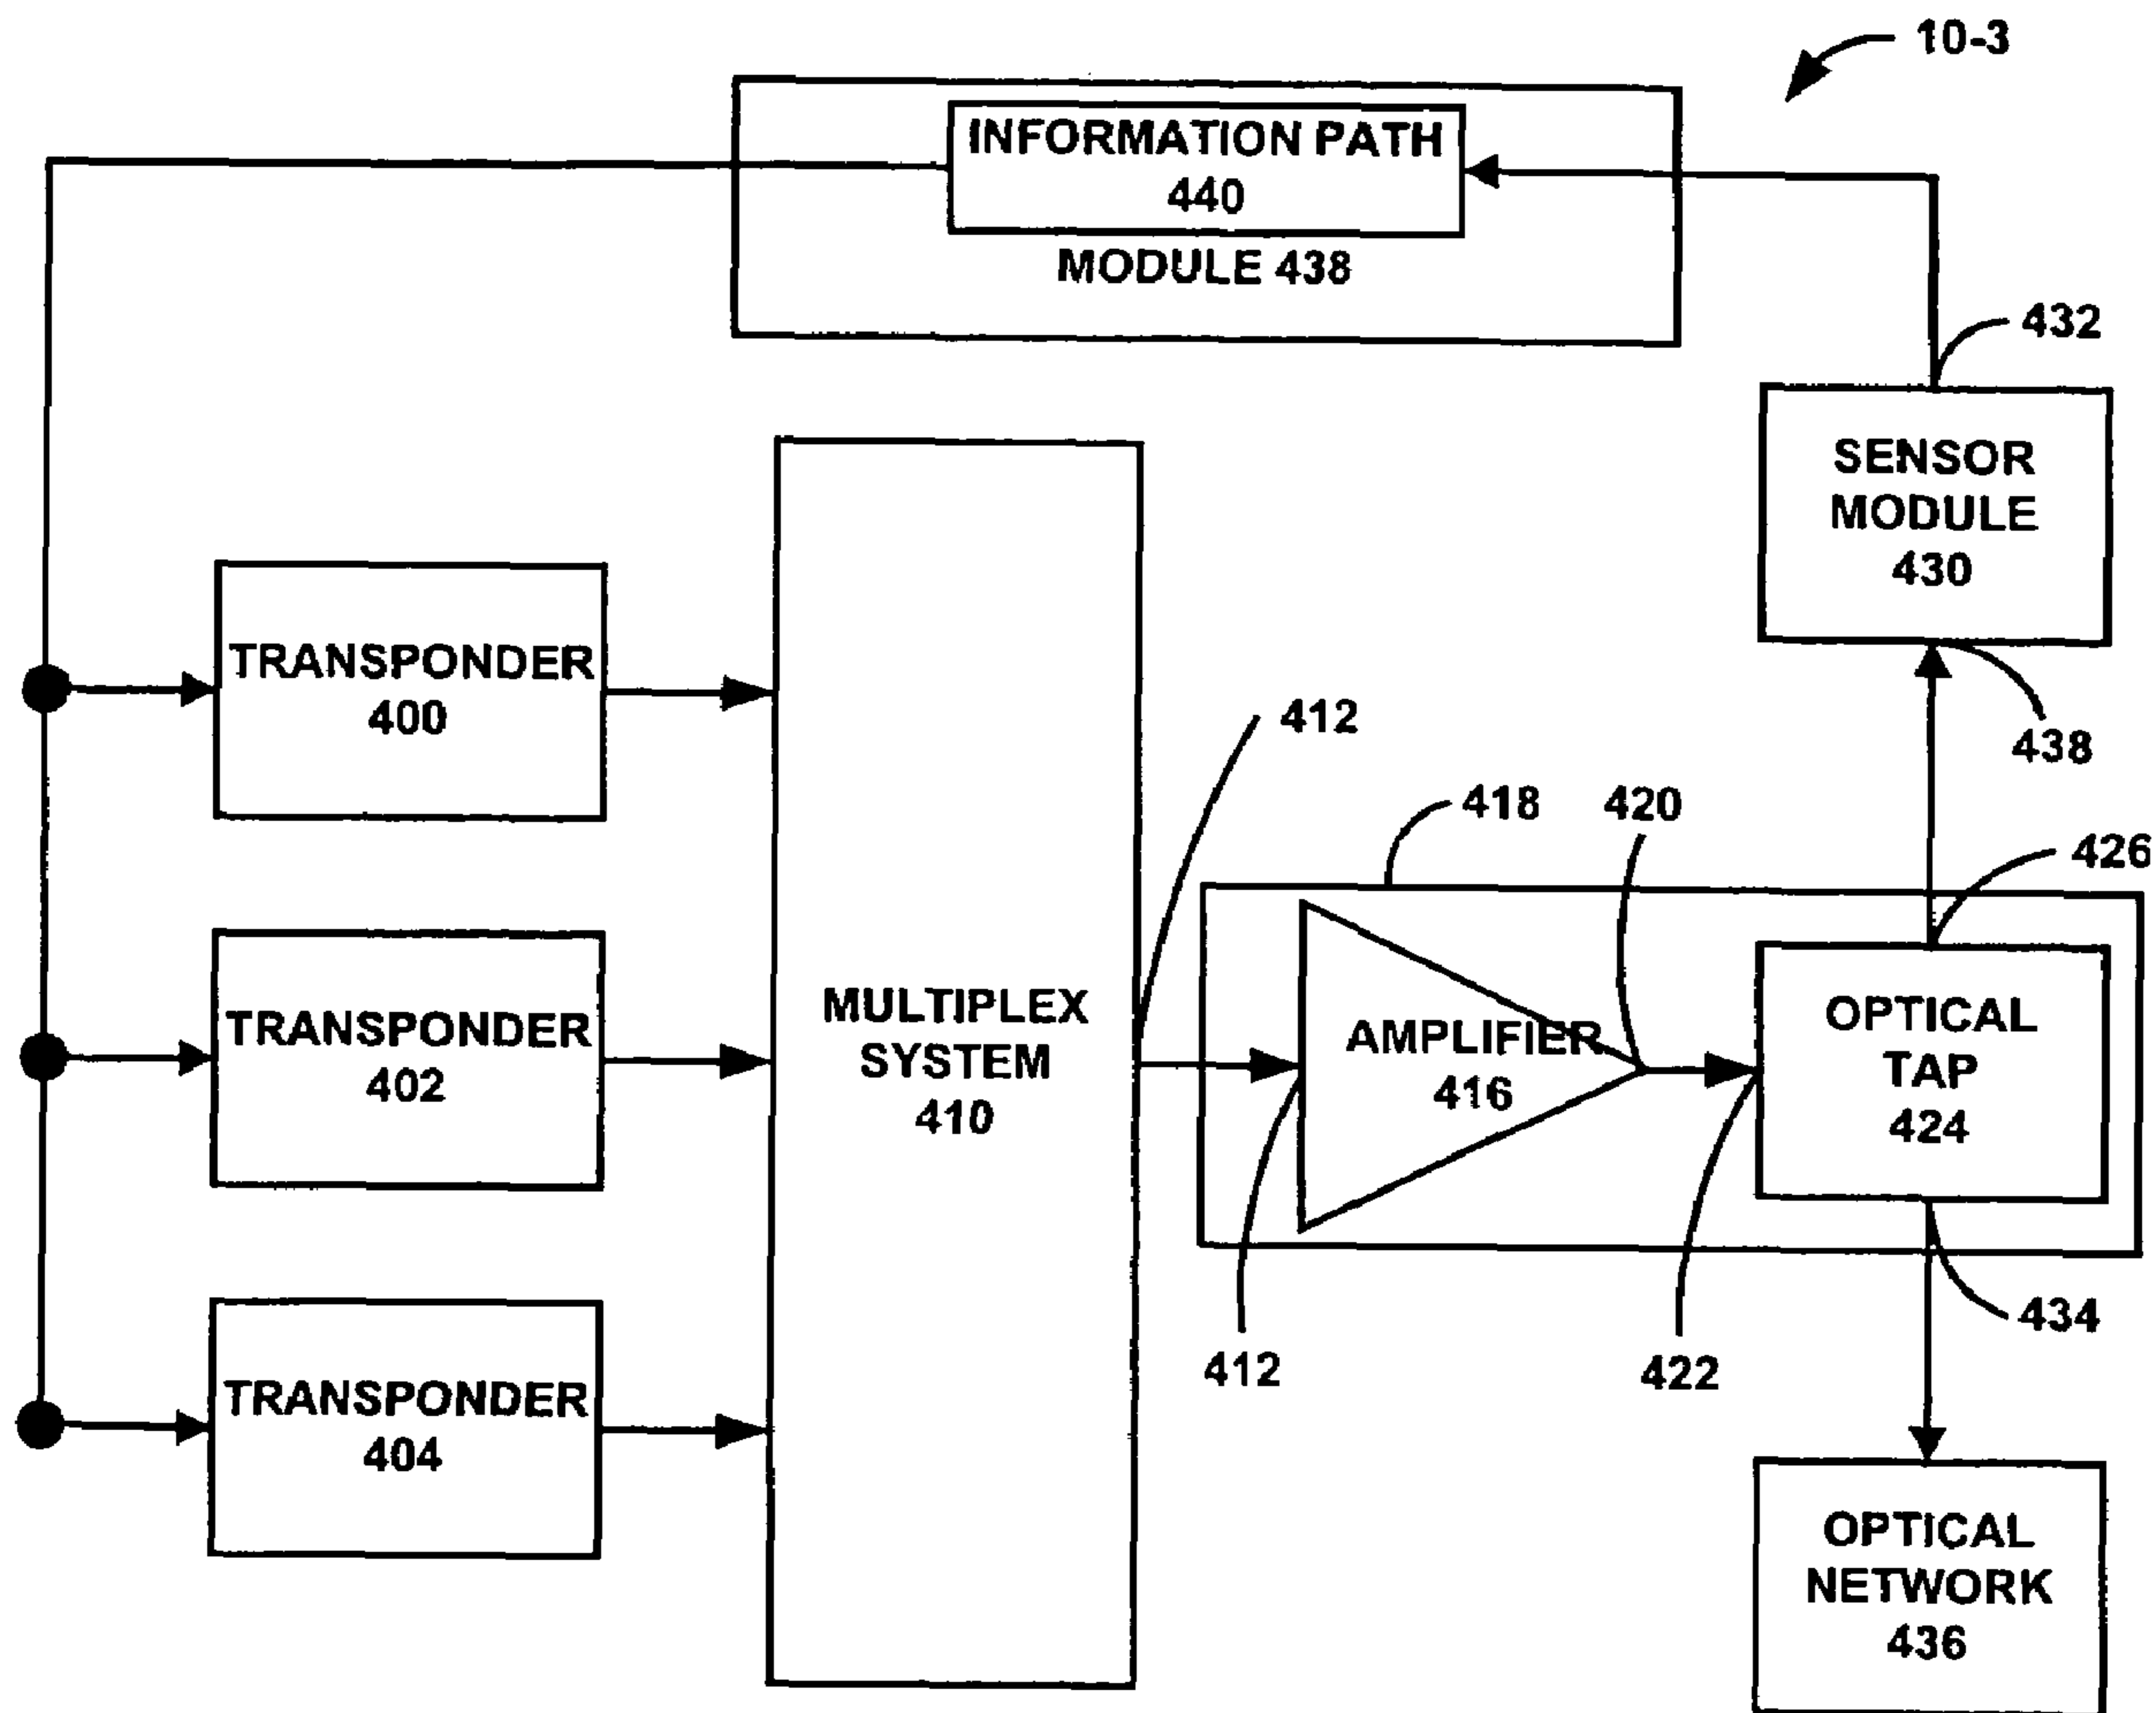 10-3
INFORMATION PATH
440
MODULE 438
432
SENSOR
MODULE
430
438
TRANSPONDER
400
412
418
420
426
TRANSPONDER
402
MULTIPLEX
SYSTEM
410
AMPLIFIER
416
OPTICAL
TAP
424
412
422
434
TRANSPONDER
404
OPTICAL
NETWORK
436